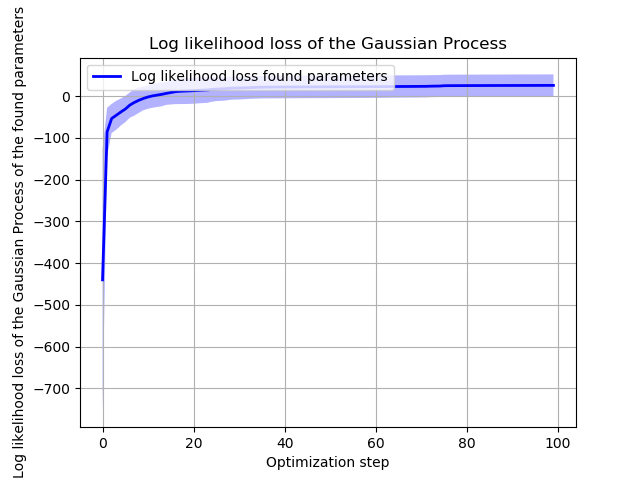 Log likelihood loss of the Gaussian Process
Log likelihood loss found parameters
Log likelihood loss of the Gaussian Process of the found parameters
0
−100
−200
−300
−400
−500
−600
−700
0 20 40 60 80 100
Optimization step